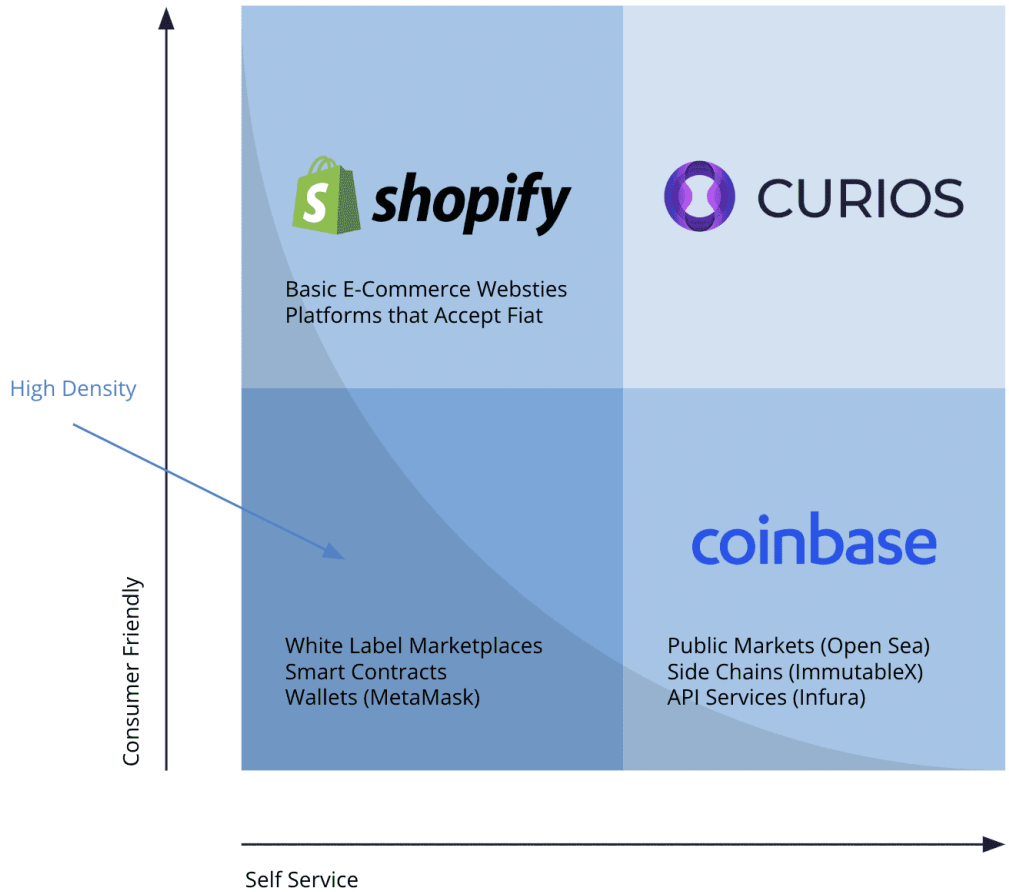 shopify
CURIOS
Basic E-Commerce Websties
Platforms that Accept Fiat
High Density
coinbase
White Label Marketplaces
Smart Contracts
Wallets (MetaMask)
Public Markets (Open Sea)
Side Chains (ImmutableX)
API Services (Infura)
Consumer Friendly
Self Service